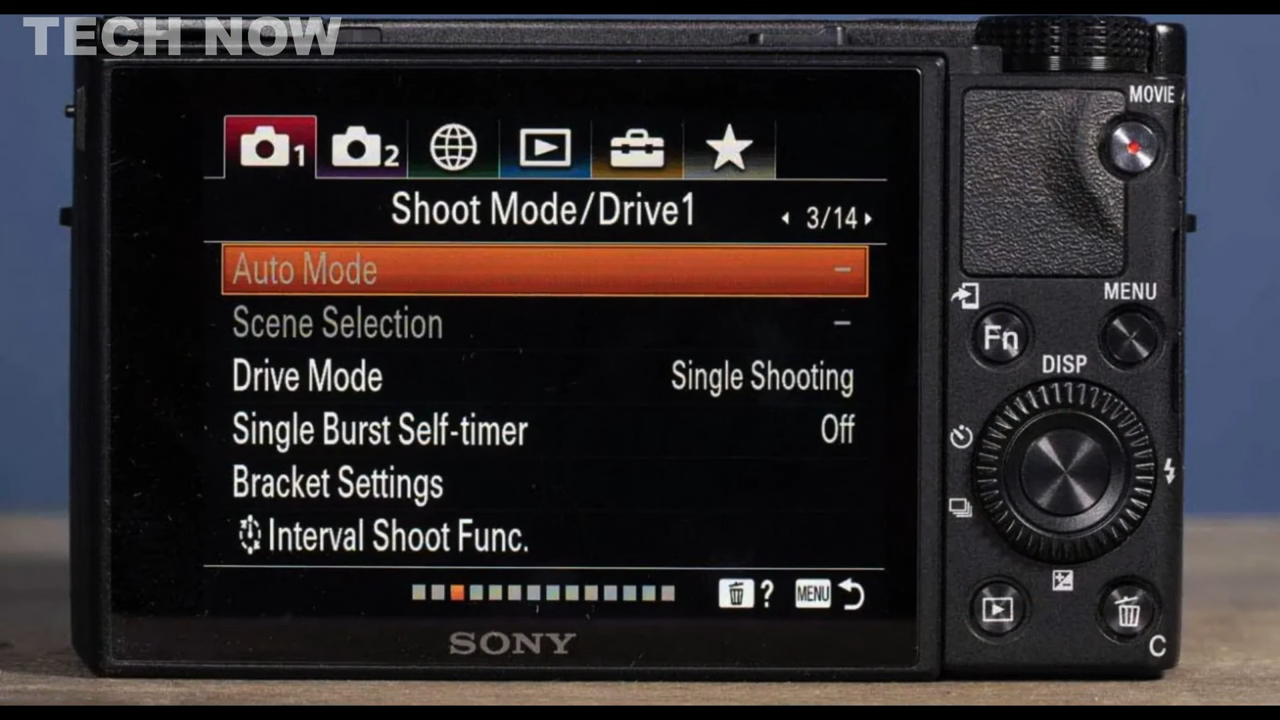 TECH NOW
MOVIE
1
2
Shoot Mode/Drive1
3/14
Auto Mode –
Scene Selection –
Drive Mode Single Shooting
Single Burst Self-timer Off
Bracket Settings
Interval Shoot Func.
? MENU
SONY
MENU
Fn
DISP
C